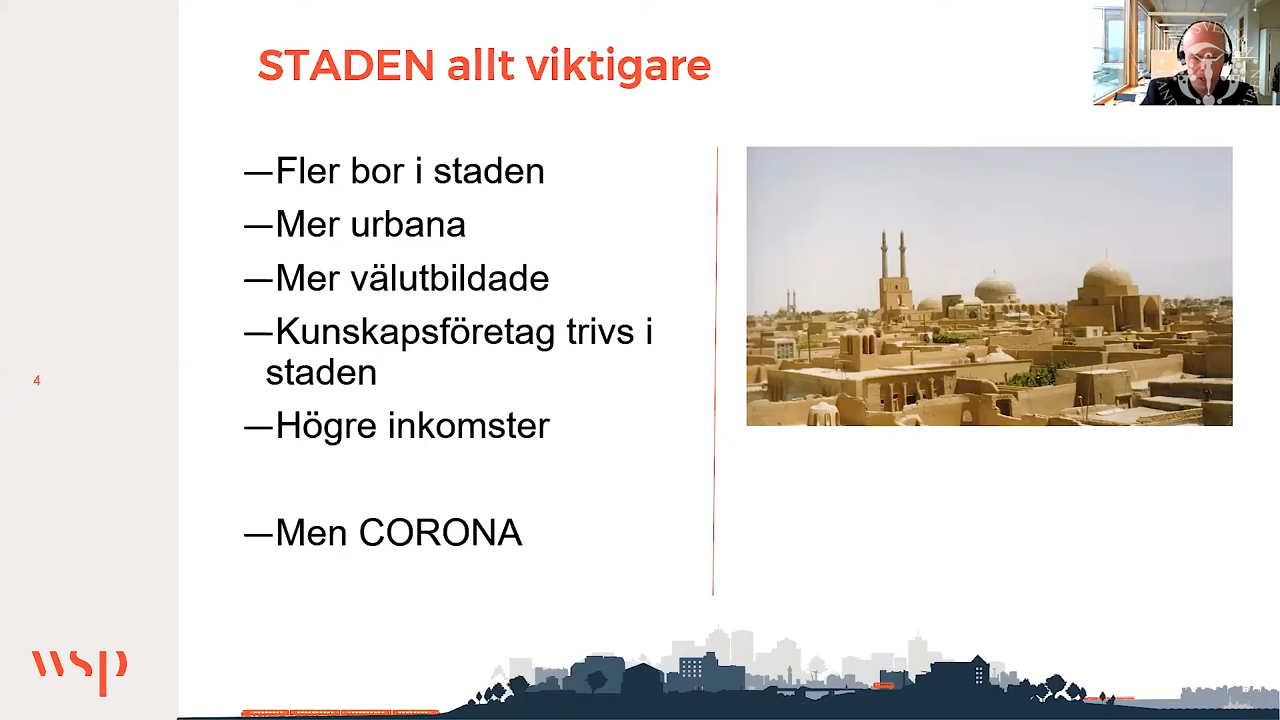 STADEN allt viktigare
—Fler bor i staden
—Mer urbana
—Mer välutbildade
—Kunskapsföretag trivs i
staden
—Högre inkomster
—Men CORONA
4
wsp